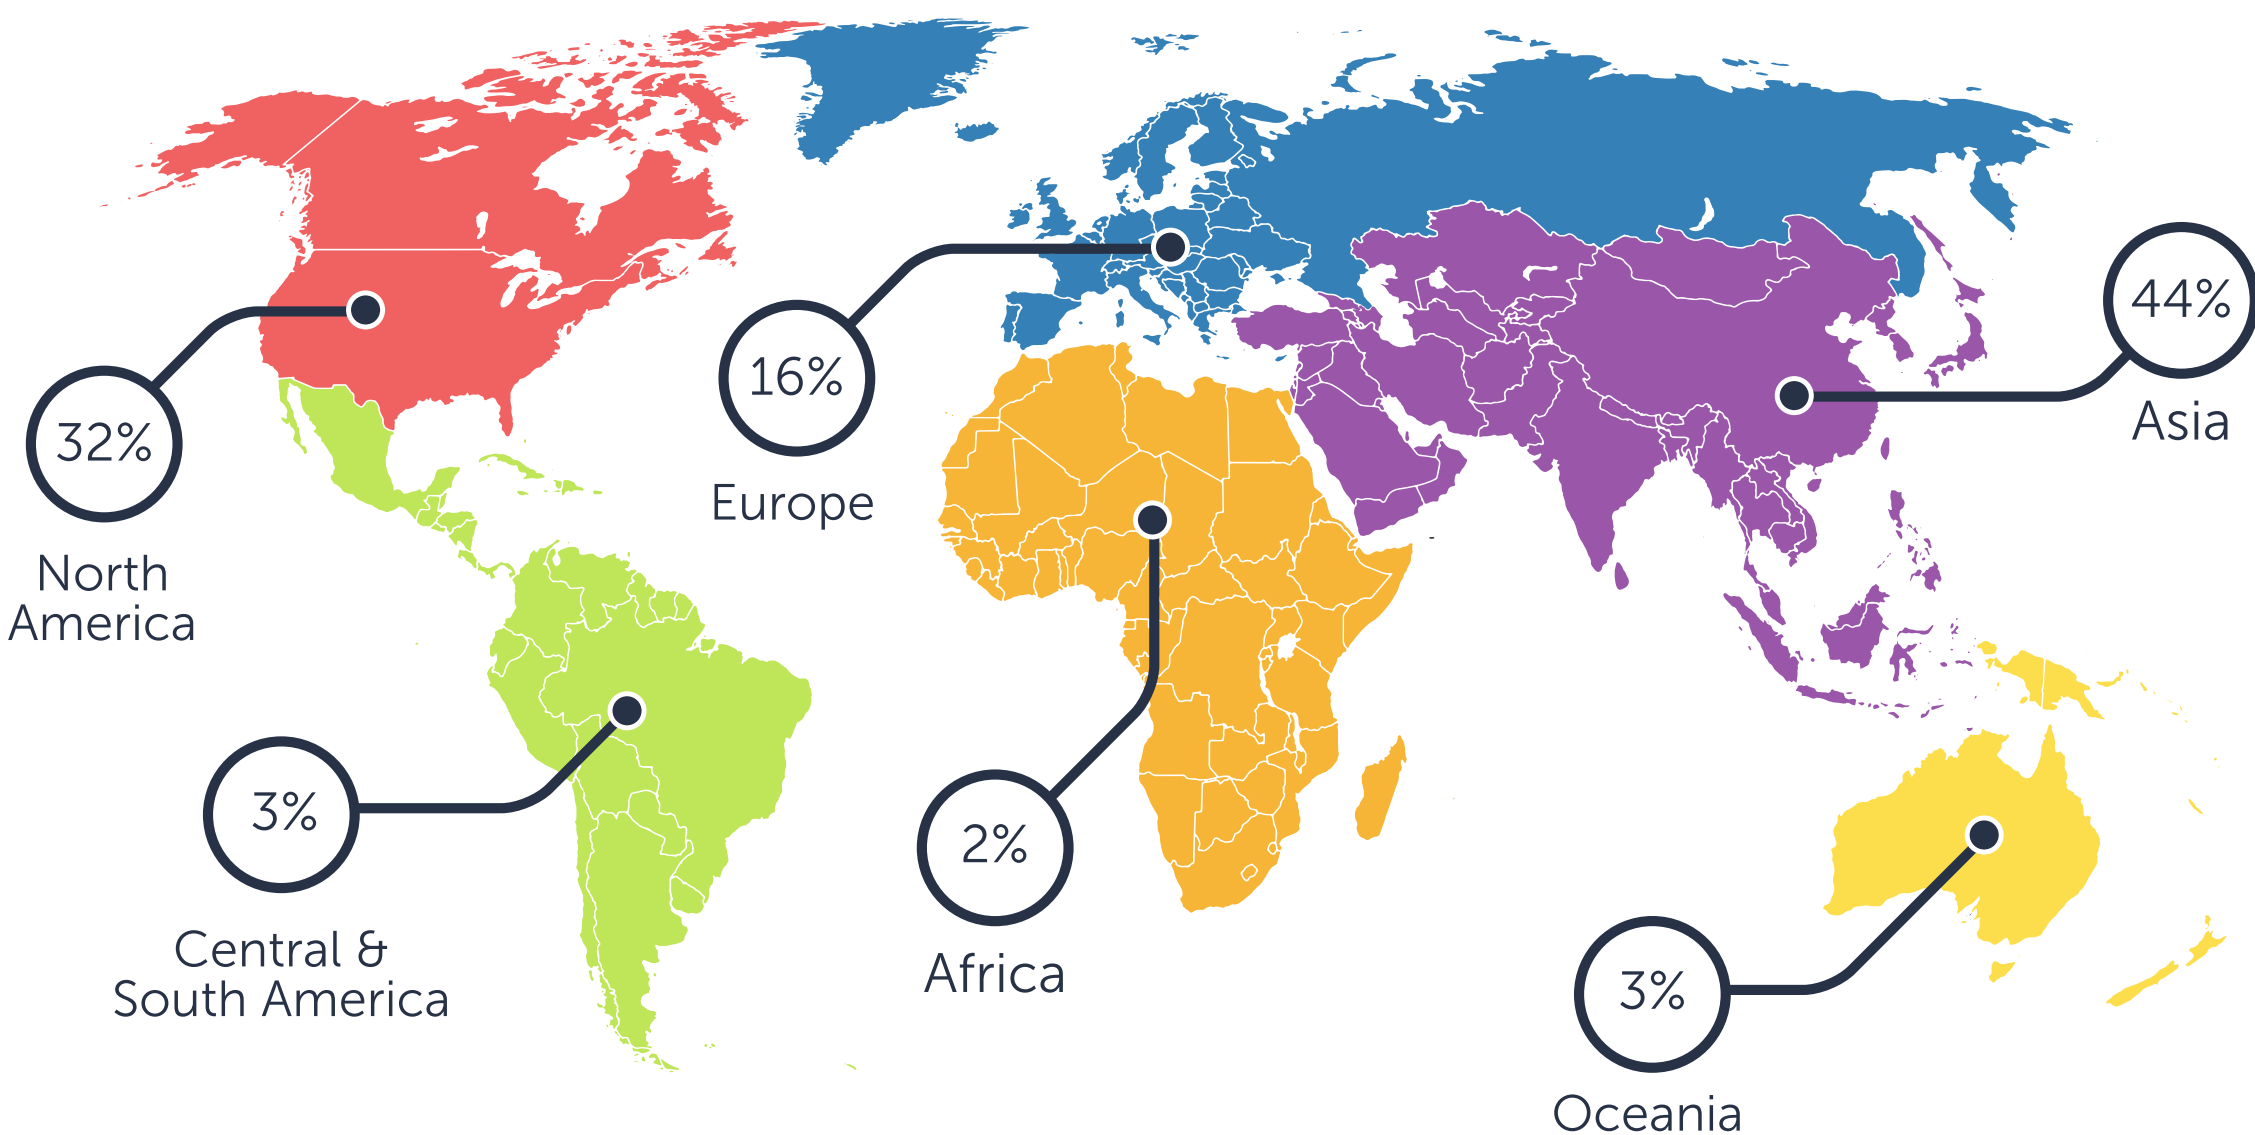 44%
Asia
16%
Europe
32%
North
America
3%
Central &
South America
2%
Africa
3%
Oceania